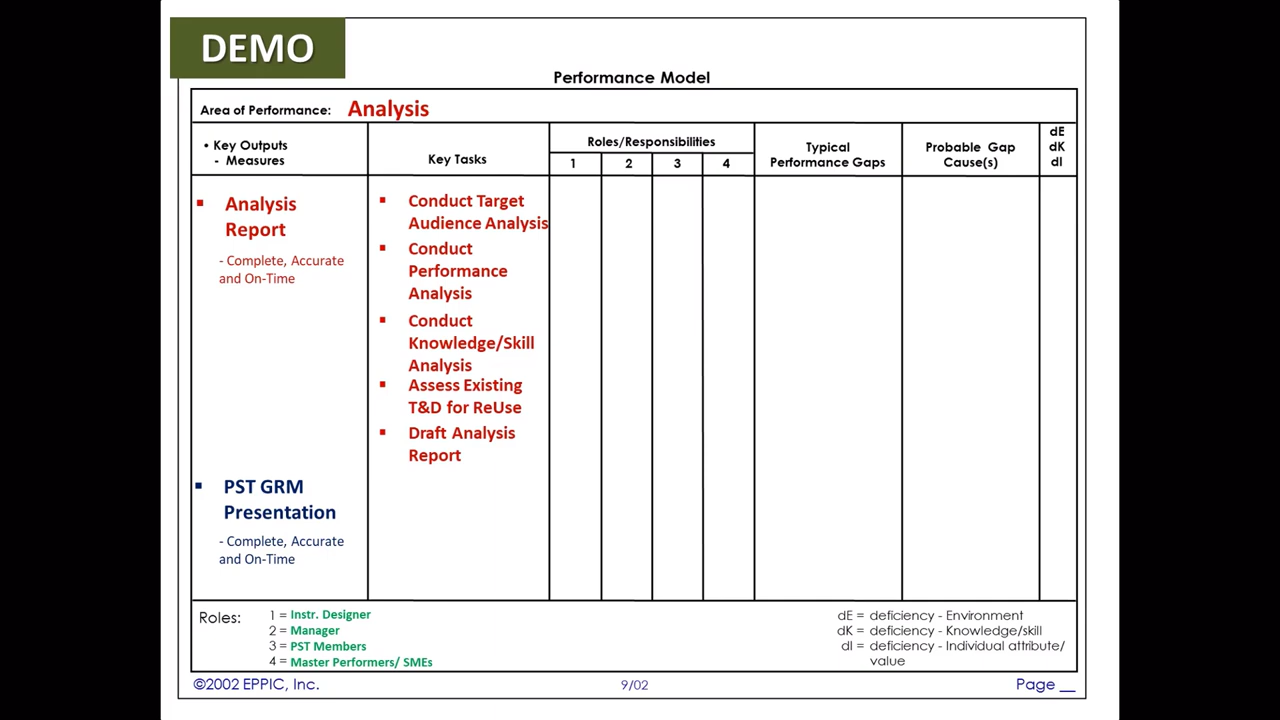 DEMO
Performance Model
Area of Performance: Analysis
• Key Outputs
- Measures
Key Tasks
Roles/Responsibilities
1 2 3 4
Typical
Performance Gaps
Probable Gap
Cause(s)
dE
dK
dI
▪ Analysis
Report
- Complete, Accurate
and On-Time
▪ PST GRM
Presentation
- Complete, Accurate
and On-Time
▪ Conduct Target
Audience Analysis
▪ Conduct
Performance
Analysis
▪ Conduct
Knowledge/Skill
Analysis
▪ Assess Existing
T&D for ReUse
▪ Draft Analysis
Report
Roles:
1 = Instr. Designer
2 = Manager
3 = PST Members
4 = Master Performers/ SMEs
dE = deficiency - Environment
dK = deficiency - Knowledge/skill
dI = deficiency - Individual attribute/
value
©2002 EPPIC, Inc.
9/02
Page __